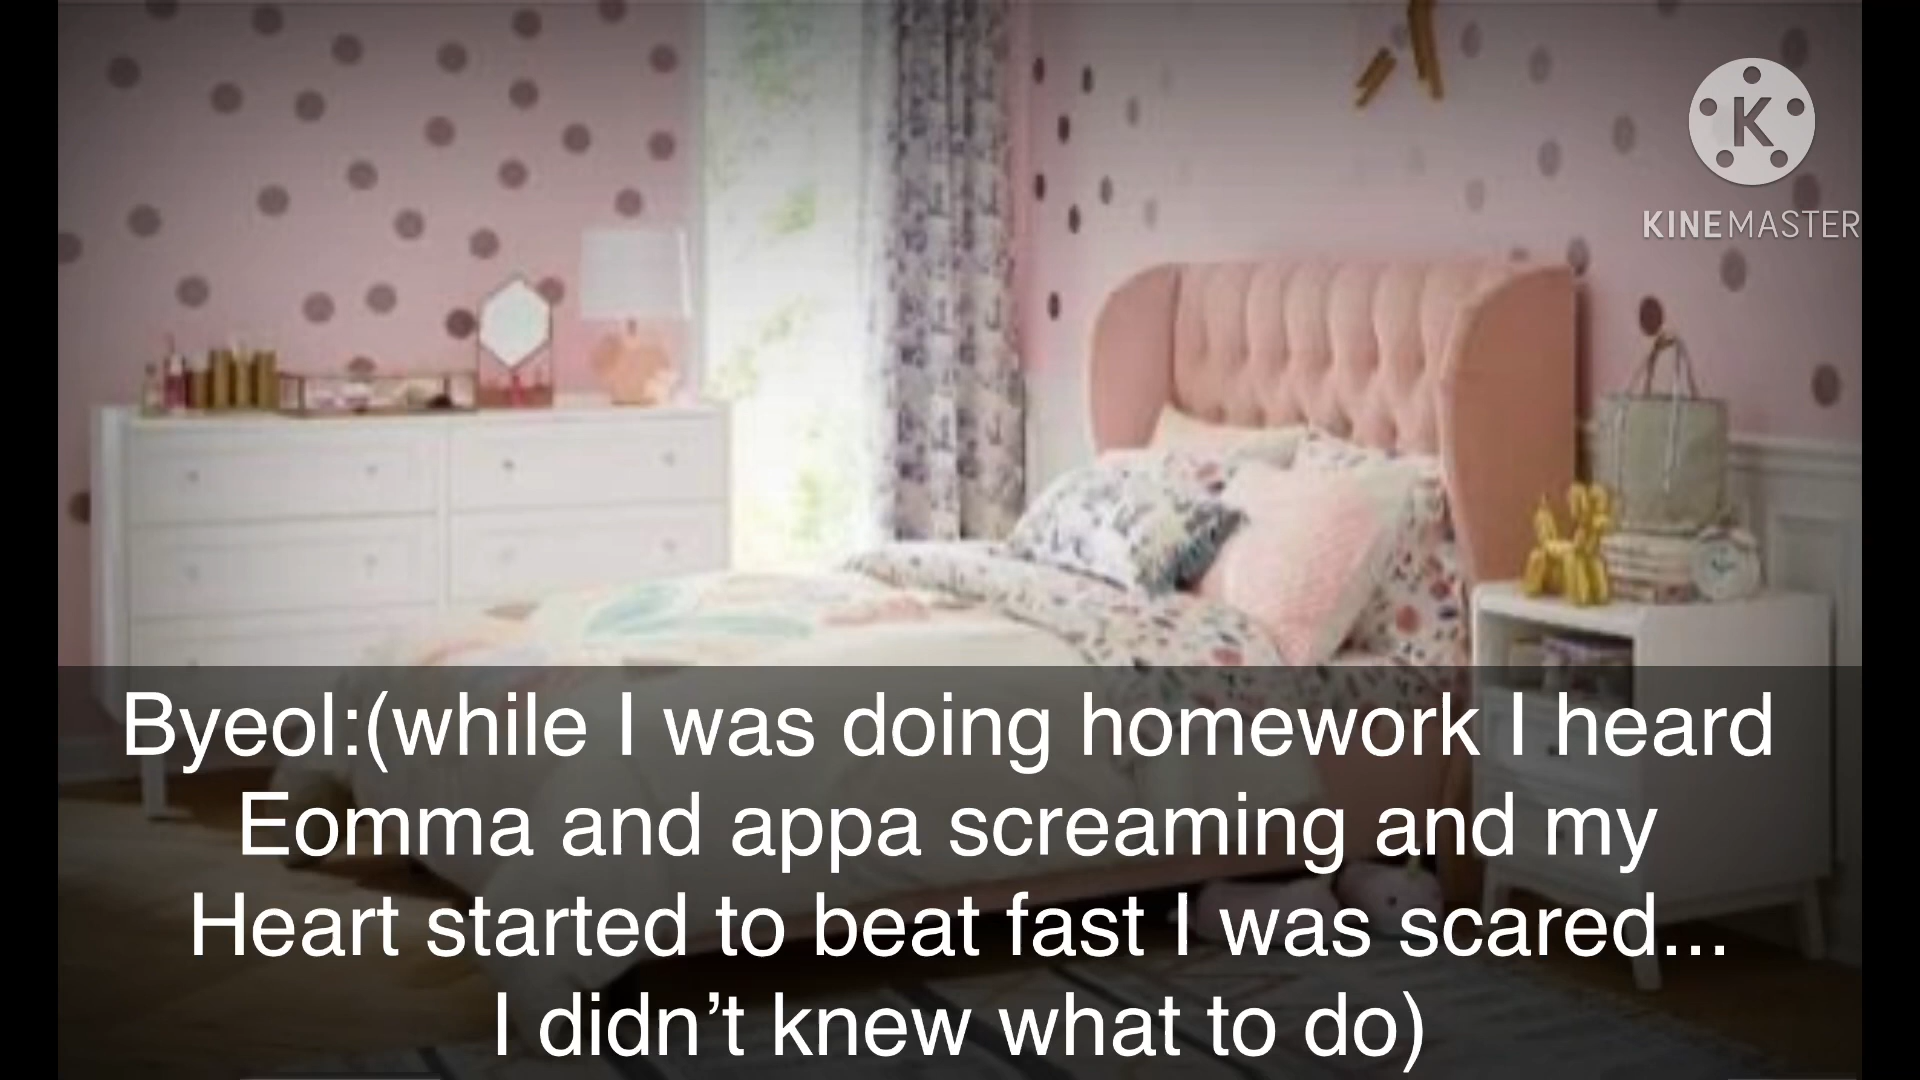 K
KINEMASTER
Byeol:(while I was doing homework I heard
Eomma and appa screaming and my
Heart started to beat fast I was scared...
I didn’t knew what to do)